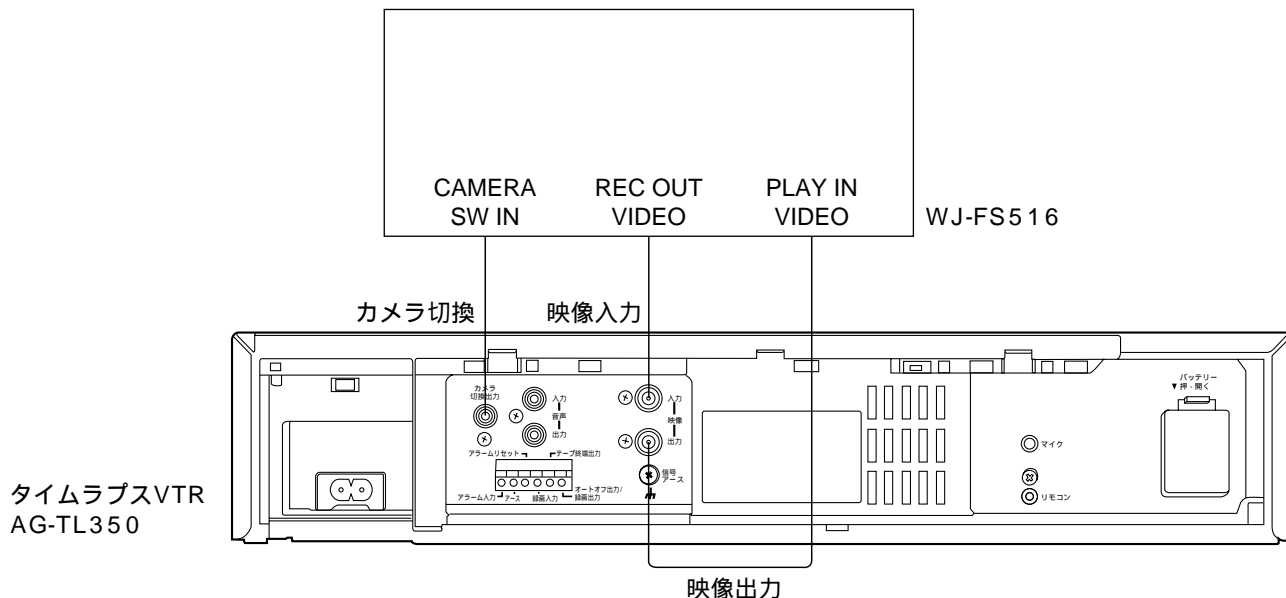 CAMERA
SW IN
REC OUT
VIDEO
PLAY IN
VIDEO
WJ-FS516
カメラ切換
映像入力
カメラ
切換出力
入力
音声
出力
入力
映像
出力
信号
アース
アラームリセット
テープ終端出力
アラーム入力
アース
録画入力
オートオフ出力/
録画出力
バッテリー
▼押・開く
マイク
リモコン
タイムラプスVTR
AG-TL350
映像出力